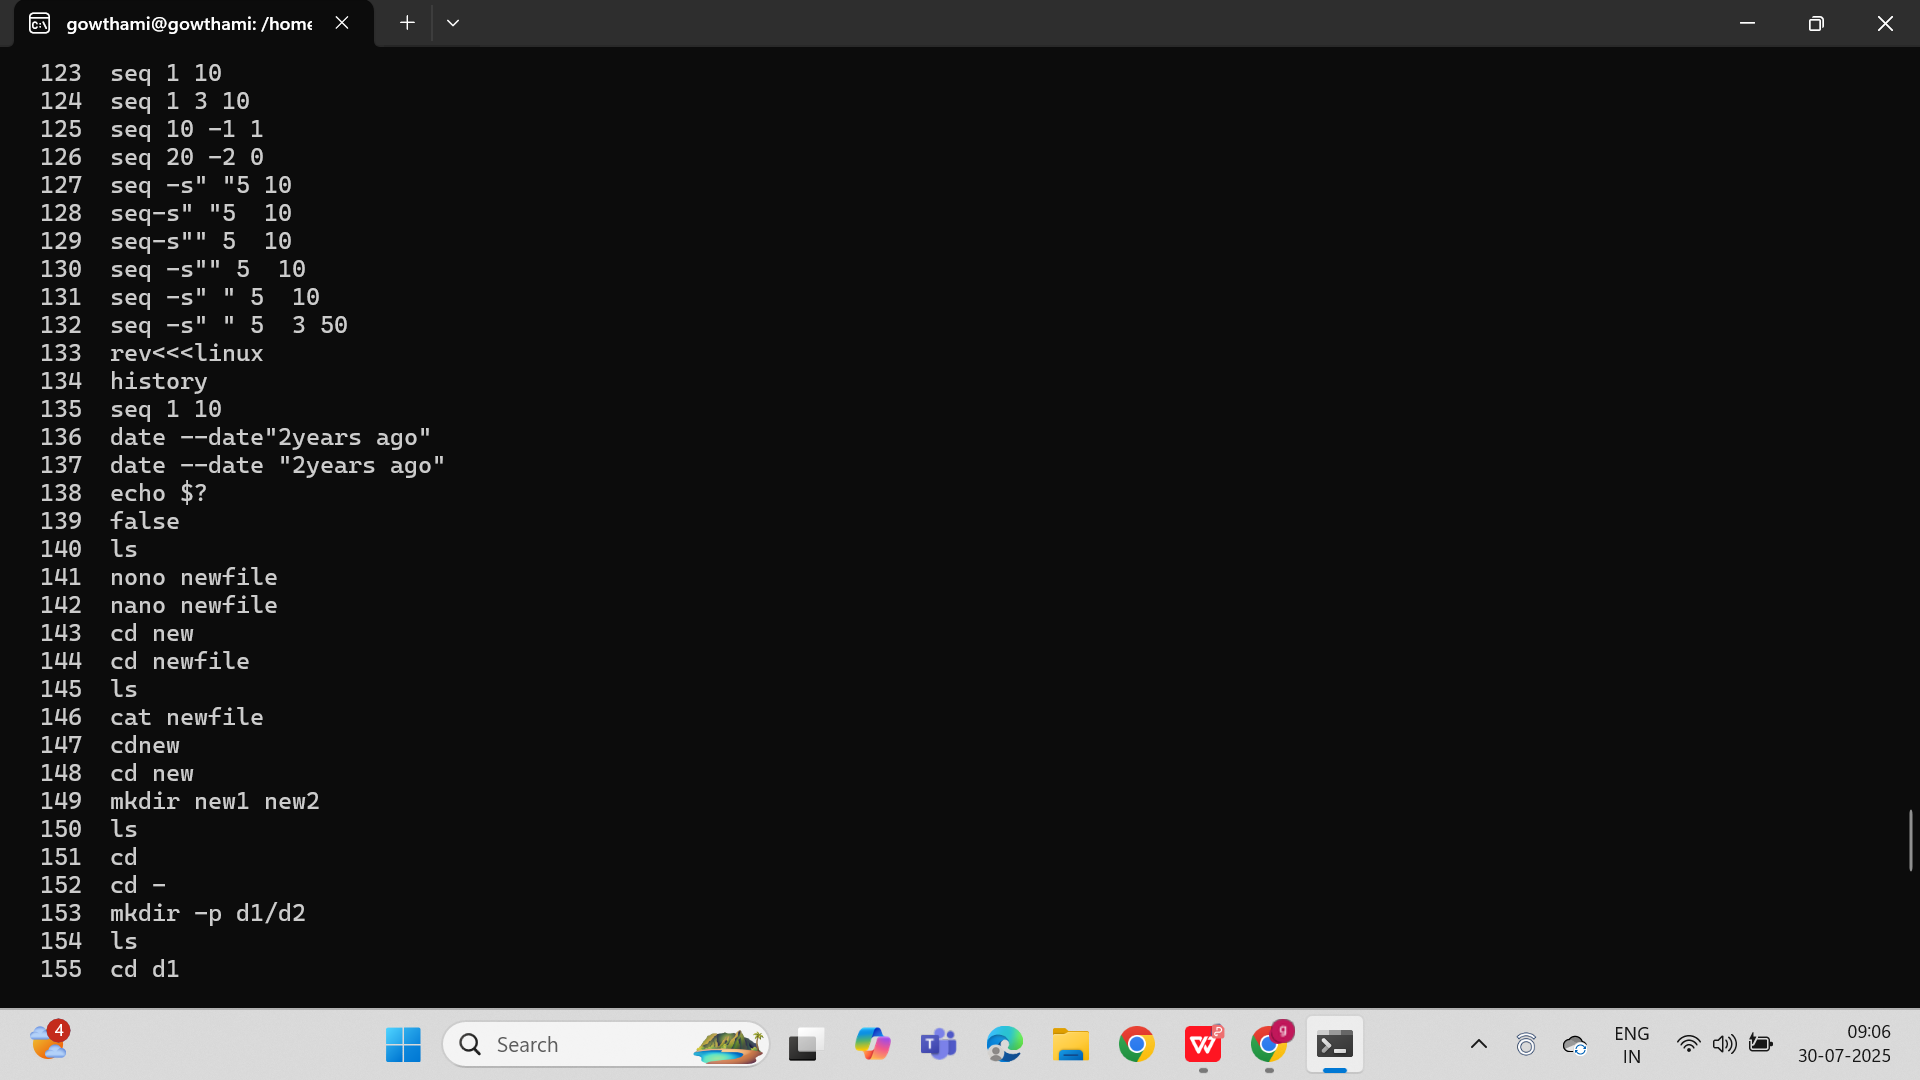 gowthami@gowthami: /home
123 seq 1 10
124 seq 1 3 10
125 seq 10 -1 1
126 seq 20 -2 0
127 seq -s" "5 10
128 seq-s" "5  10
129 seq-s"" 5  10
130 seq -s"" 5  10
131 seq -s" " 5  10
132 seq -s" " 5  3 50
133 rev<<<linux
134 history
135 seq 1 10
136 date --date"2years ago"
137 date --date "2years ago"
138 echo $?
139 false
140 ls
141 nono newfile
142 nano newfile
143 cd new
144 cd newfile
145 ls
146 cat newfile
147 cdnew
148 cd new
149 mkdir new1 new2
150 ls
151 cd
152 cd -
153 mkdir -p d1/d2
154 ls
155 cd d1
4
Search
g
ENG
IN
09:06
30-07-2025